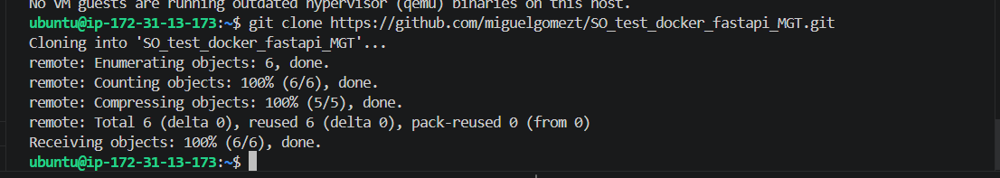 No VM guests are running outdated hypervisor (qemu) binaries on this host.
ubuntu@ip-172-31-13-173:~$ git clone https://github.com/miguelgomezt/SO_test_docker_fastapi_MGT.git
Cloning into 'SO_test_docker_fastapi_MGT'...
remote: Enumerating objects: 6, done.
remote: Counting objects: 100% (6/6), done.
remote: Compressing objects: 100% (5/5), done.
remote: Total 6 (delta 0), reused 6 (delta 0), pack-reused 0 (from 0)
Receiving objects: 100% (6/6), done.
ubuntu@ip-172-31-13-173:~$